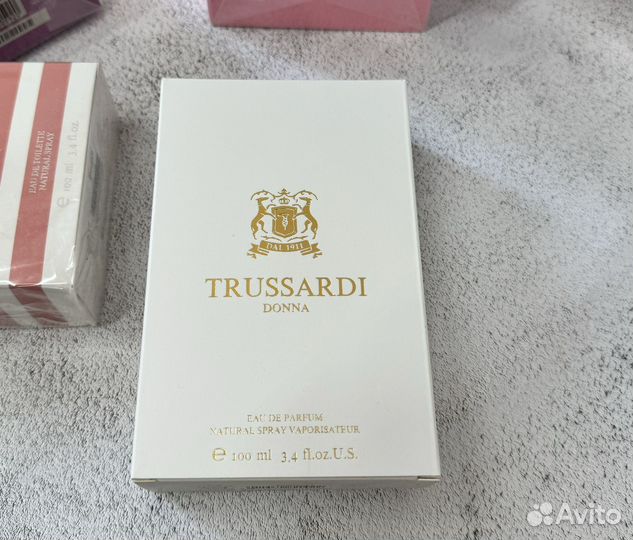 EAU DE TOILETTE
NATURAL SPRAY
e 100 ml 3.4 fl.oz.
DAL 1911
TRUSSARDI
DONNA
EAU DE PARFUM
NATURAL SPRAY VAPORISATEUR
e 100 ml 3,4 fl.oz.U.S.
Avito